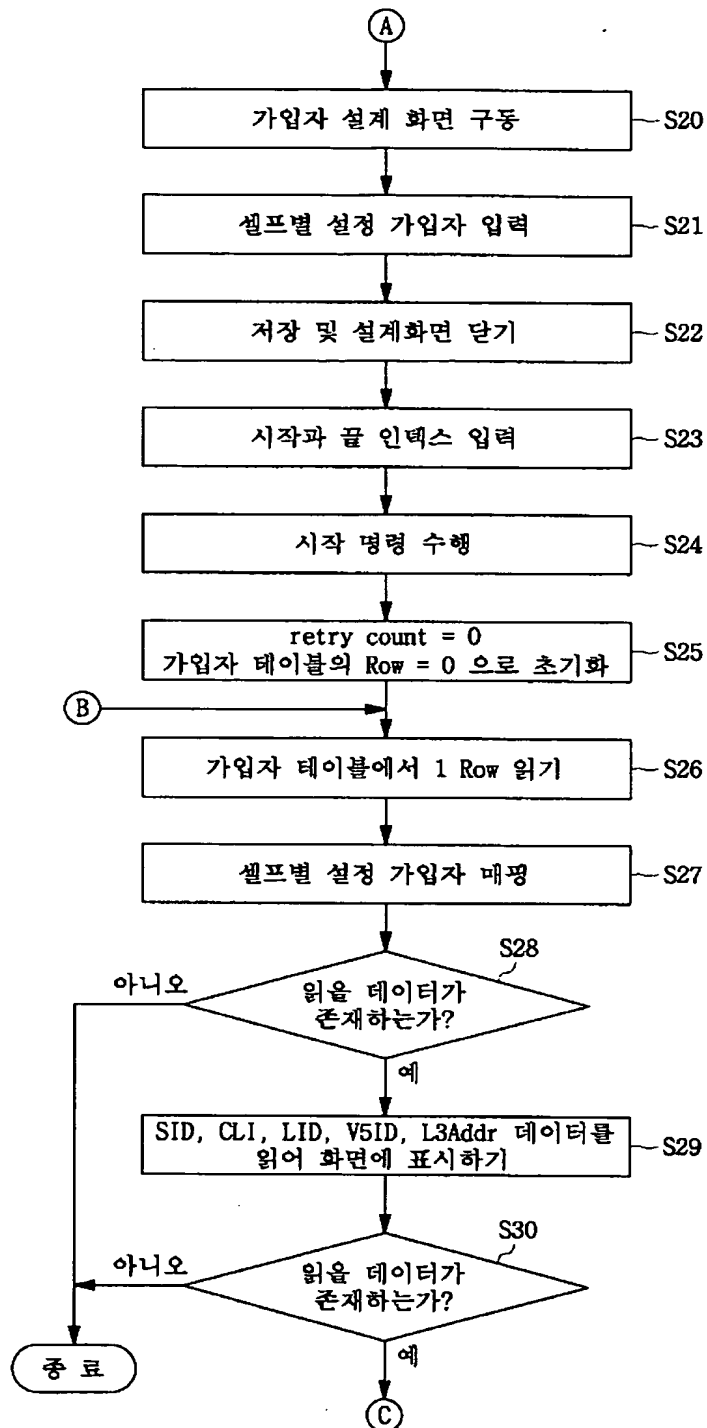 A
가입자 설계 화면 구동
S20
셀프별 설정 가입자 입력
S21
저장 및 설계화면 닫기
S22
시작과 끝 인덱스 입력
S23
시작 명령 수행
S24
retry count = 0
가입자 테이블의 Row = 0 으로 초기화
S25
B
가입자 테이블에서 1 Row 읽기
S26
셀프별 설정 가입자 매핑
S27
S28
아니오
읽을 데이터가
존재하는가?
예
SID, CLI, LID, V5ID, L3Addr 데이터를
읽어 화면에 표시하기
S29
S30
아니오
읽을 데이터가
존재하는가?
종 료
예
C